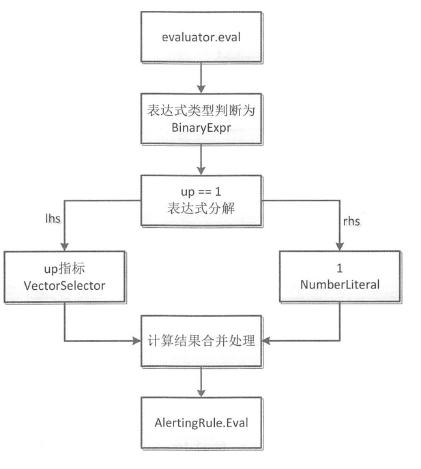 evaluator.eval
表达式类型判断为
BinaryExpr
up == 1
表达式分解
lhs
rhs
up指标
VectorSelector
1
NumberLiteral
计算结果合并处理
AlertingRule.Eval